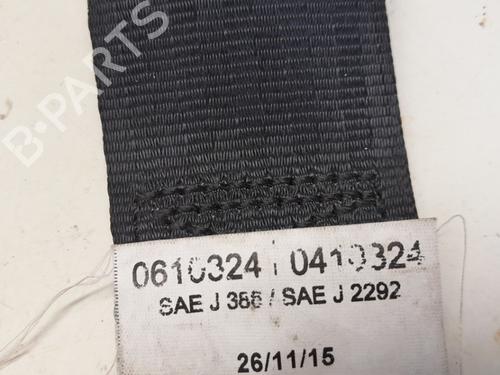 B-PARTS
0610324 | 0410324
SAE J 386 / SAE J 2292
26/11/15